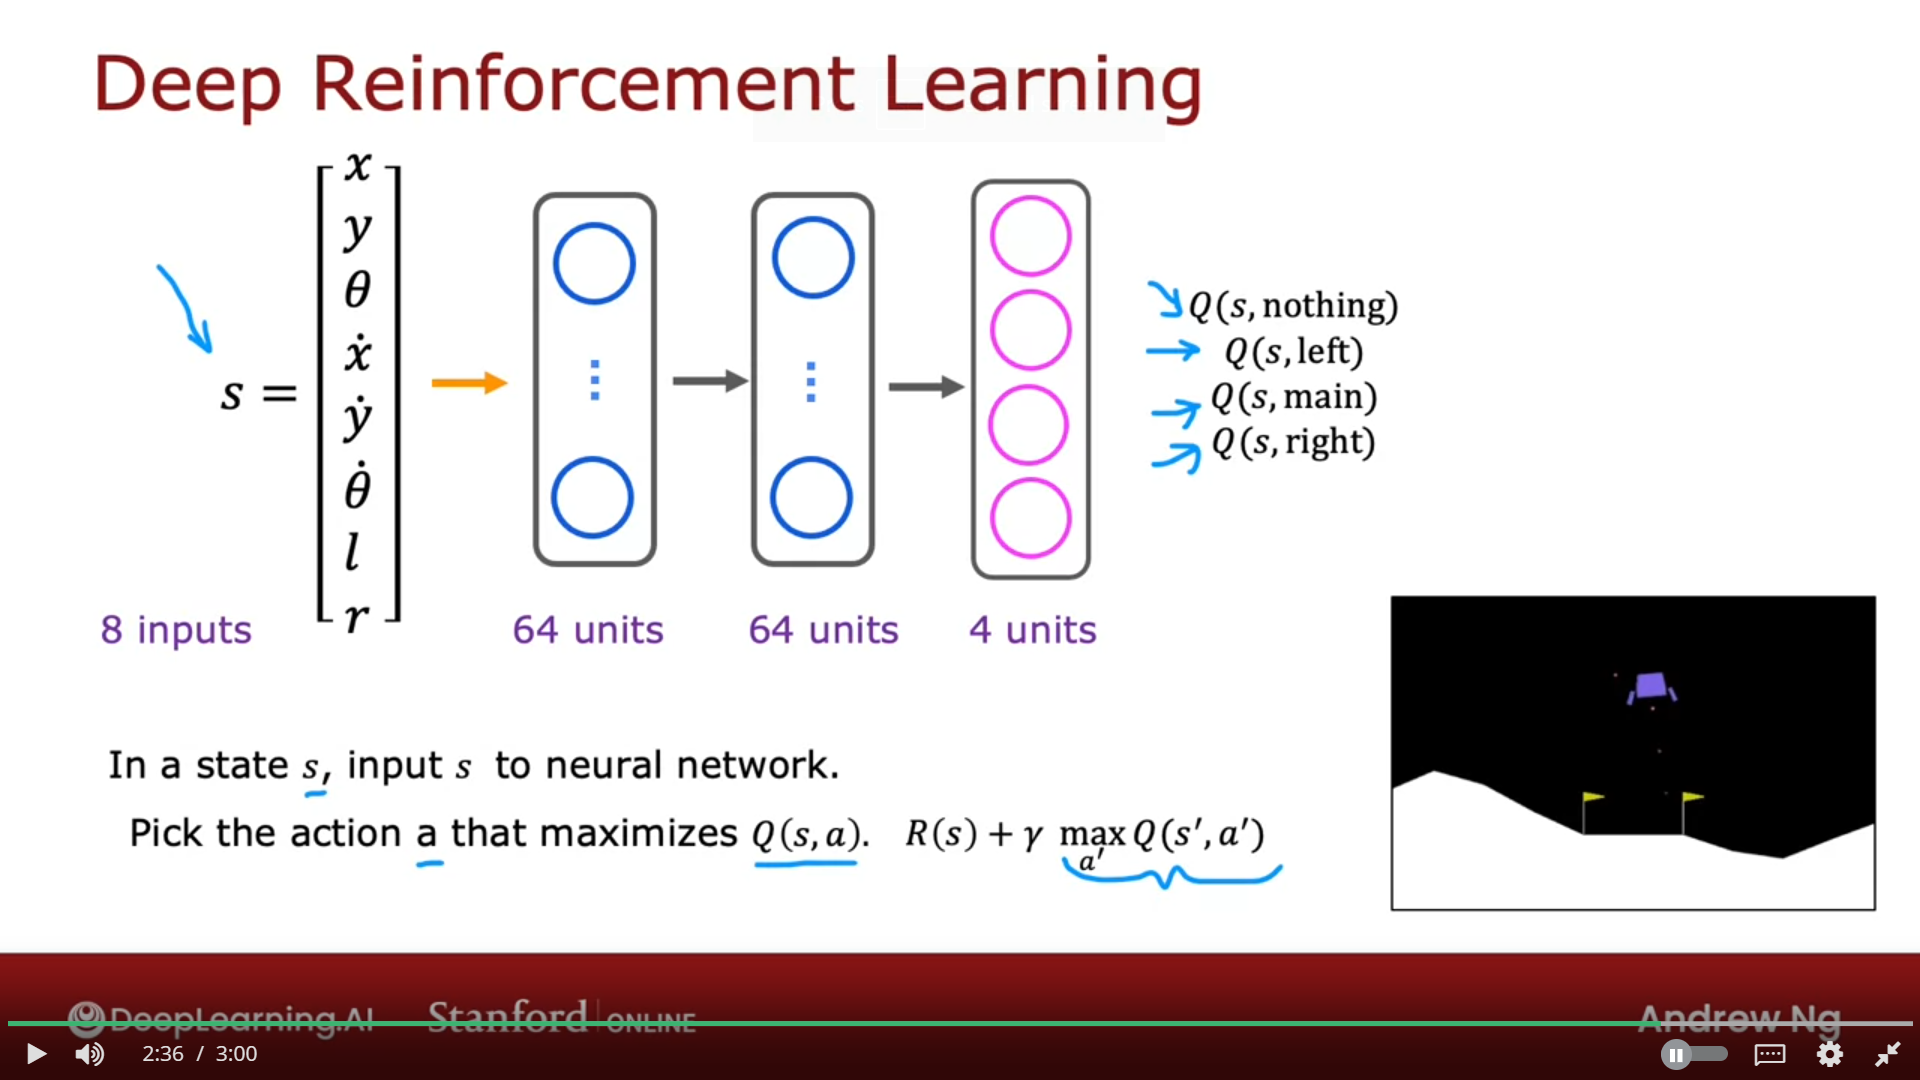 Deep Reinforcement Learning
s =
x
y
θ
ẋ
ẏ
θ̇
l
r
Q(s, nothing)
Q(s, left)
Q(s, main)
Q(s, right)
8 inputs
64 units
64 units
4 units
In a state s, input s to neural network.
Pick the action a that maximizes Q(s, a). R(s) + γ max Q(s′, a′)
a′
DeepLearning.AI Stanford | ONLINE Andrew Ng
2:36 / 3:00